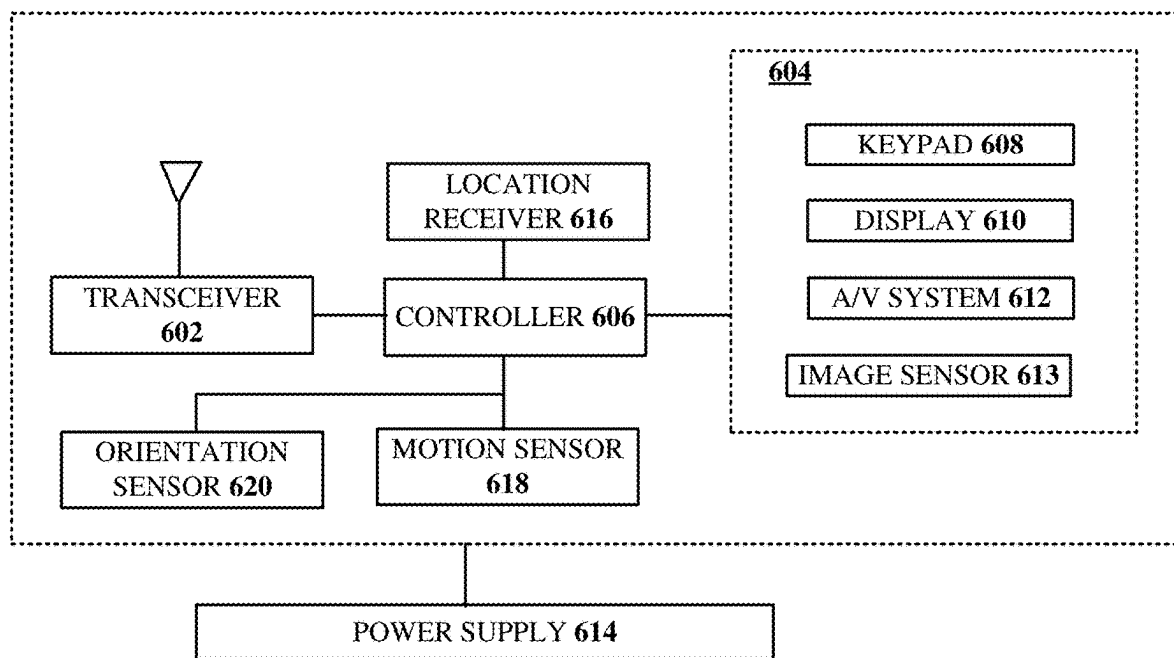 604
KEYPAD 608
DISPLAY 610
A/V SYSTEM 612
IMAGE SENSOR 613
LOCATION
RECEIVER 616
TRANSCEIVER
602
CONTROLLER 606
ORIENTATION
SENSOR 620
MOTION SENSOR
618
POWER SUPPLY 614